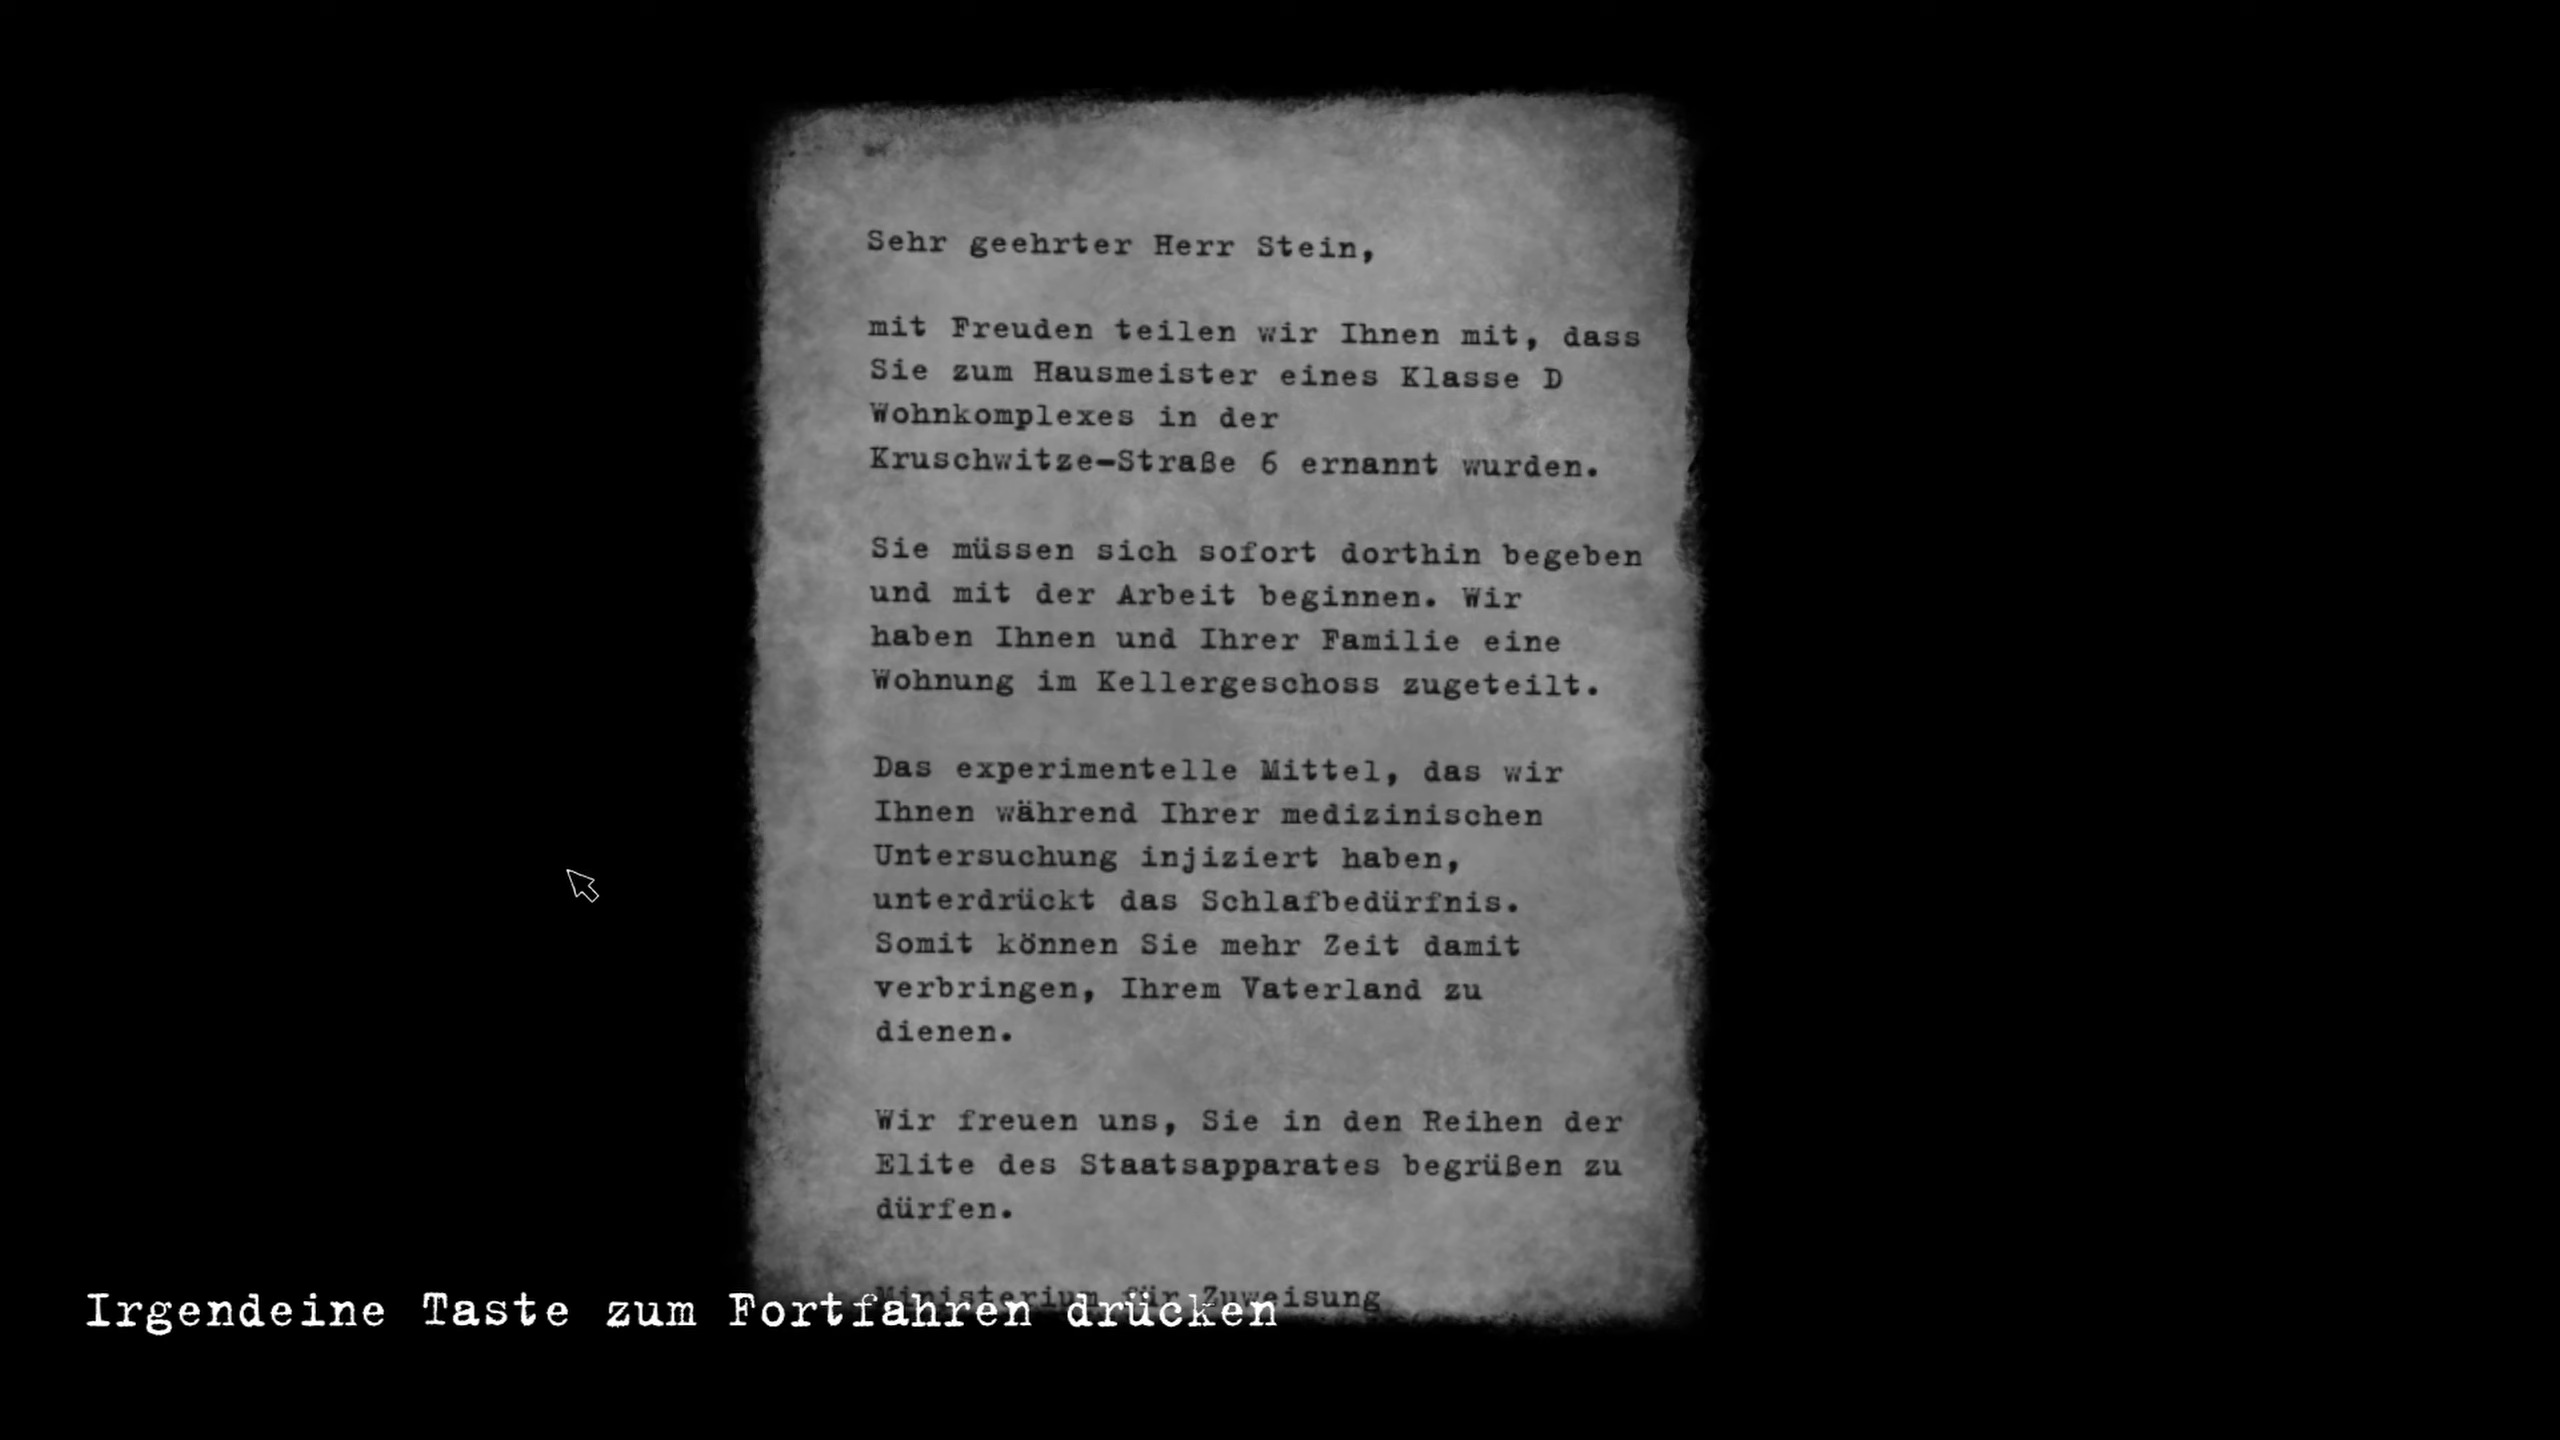 Sehr geehrter Herr Stein,
mit Freuden teilen wir Ihnen mit, dass
Sie zum Hausmeister eines Klasse D
Wohnkomplexes in der
Kruschwitze-Straße 6 ernannt wurden.
Sie müssen sich sofort dorthin begeben
und mit der Arbeit beginnen. Wir
haben Ihnen und Ihrer Familie eine
Wohnung im Kellergeschoss zugeteilt.
Das experimentelle Mittel, das wir
Ihnen während Ihrer medizinischen
Untersuchung injiziert haben,
unterdrückt das Schlafbedürfnis.
Somit können Sie mehr Zeit damit
verbringen, Ihrem Vaterland zu
dienen.
Wir freuen uns, Sie in den Reihen der
Elite des Staatsapparates begrüßen zu
dürfen.
Ministerium für Zuweisung
Irgendeine Taste zum Fortfahren drücken